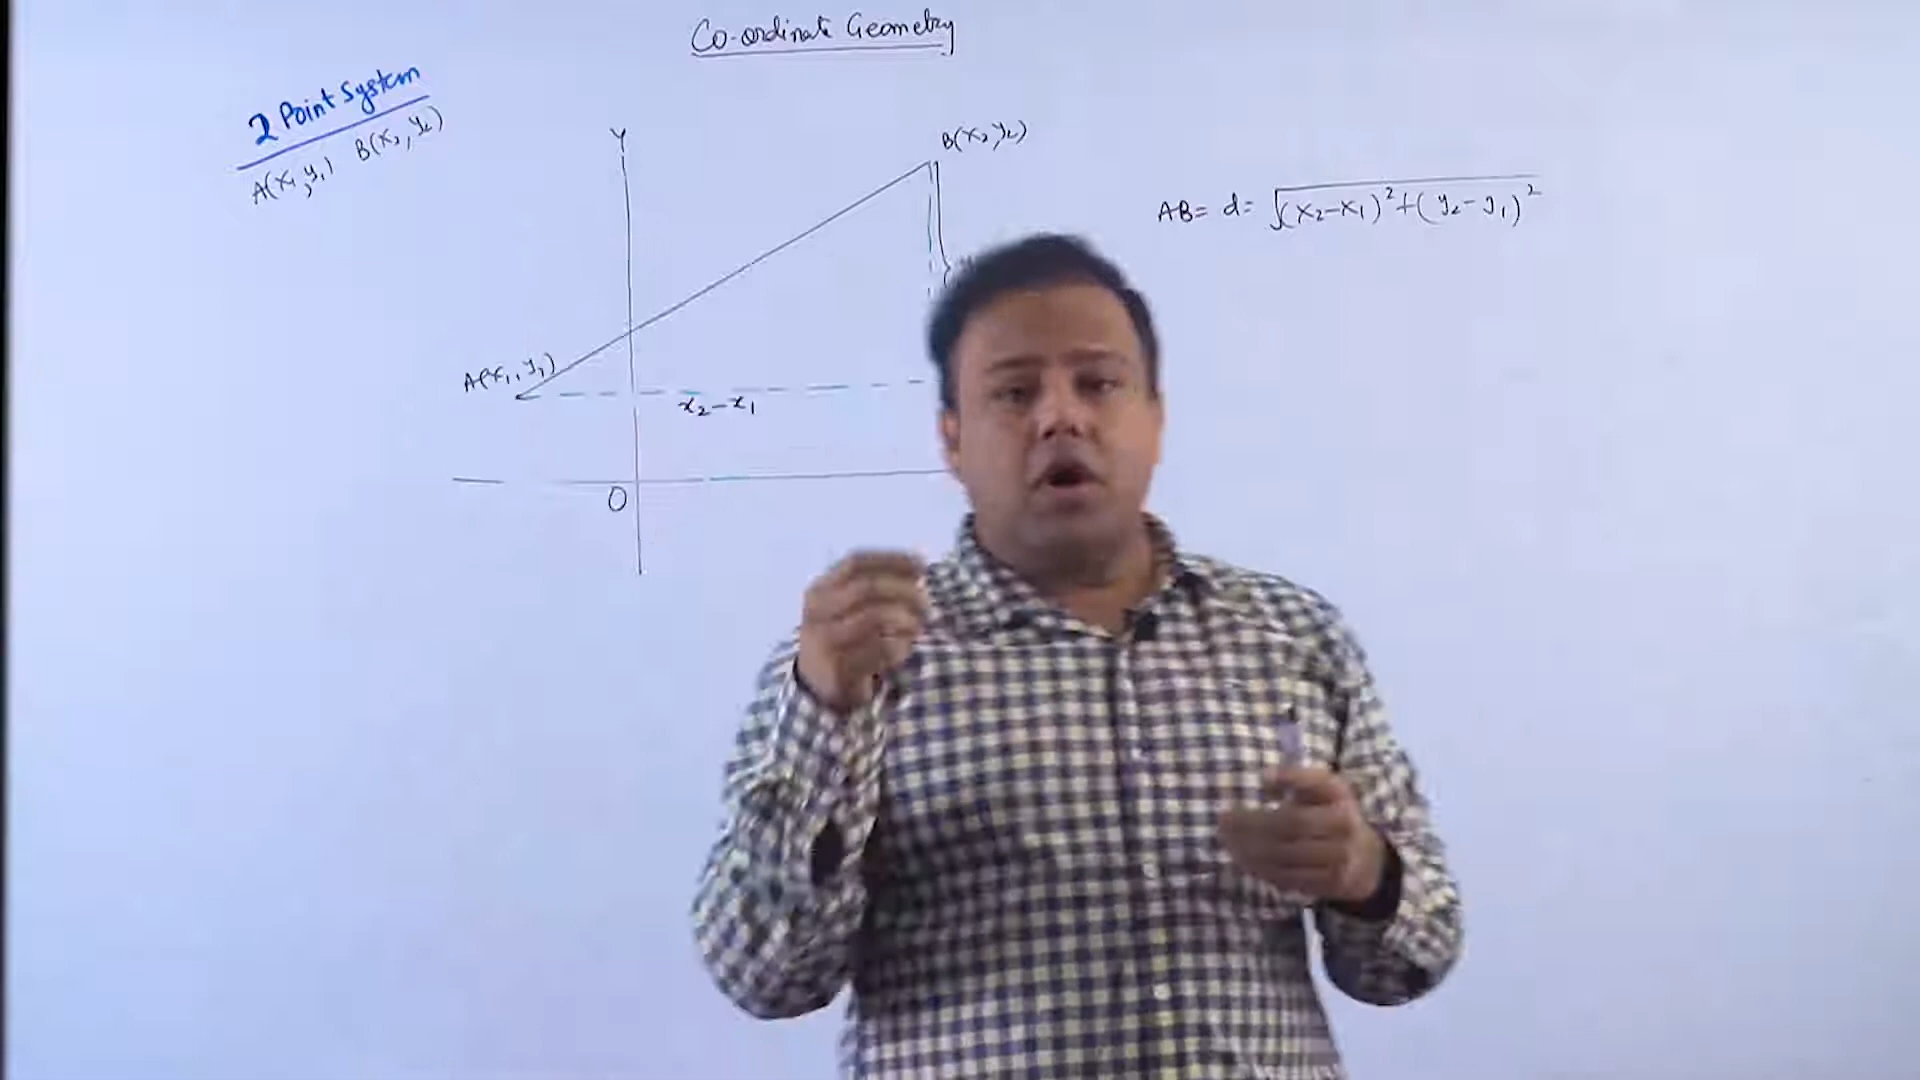 Co-ordinate Geometry
2 Point System
A(x₁, y₁) B(x₂, y₂)
Y
B(x₂, y₂)
AB = d = √(x₂-x₁)² + (y₂-y₁)²
A(x₁, y₁)
x₂-x₁
O